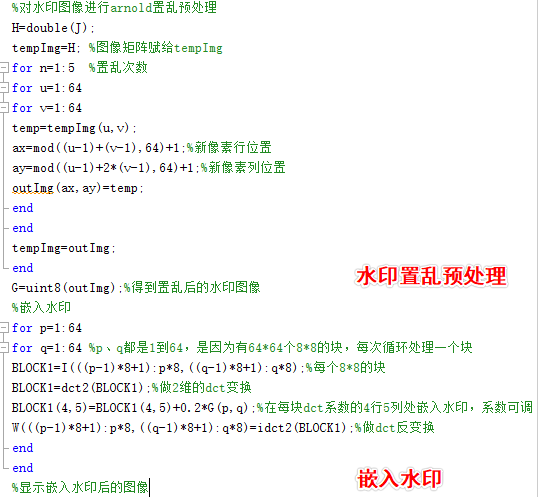 %对水印图像进行arnold置乱预处理
H=double(J);
tempImg=H; %图像矩阵赋给tempImg
for n=1:5 %置乱次数
for u=1:64
for v=1:64
temp=tempImg(u,v);
ax=mod((u-1)+(v-1),64)+1;%新像素行位置
ay=mod((u-1)+2*(v-1),64)+1;%新像素列位置
outImg(ax,ay)=temp;
end
end
tempImg=outImg;
end
水印置乱预处理
G=uint8(outImg);%得到置乱后的水印图像
%嵌入水印
for p=1:64
for q=1:64 %p、q都是1到64，是因为有64*64个8*8的块，每次循环处理一个块
BLOCK1=I(((p-1)*8+1):p*8,((q-1)*8+1):q*8);%每个8*8的块
BLOCK1=dct2(BLOCK1);%做2维的dct变换
BLOCK1(4,5)=BLOCK1(4,5)+0.2*G(p,q);%在每块dct系数的4行5列处嵌入水印，系数可调
W(((p-1)*8+1):p*8,((q-1)*8+1):q*8)=idct2(BLOCK1);%做dct反变换
end
end
嵌入水印
%显示嵌入水印后的图像